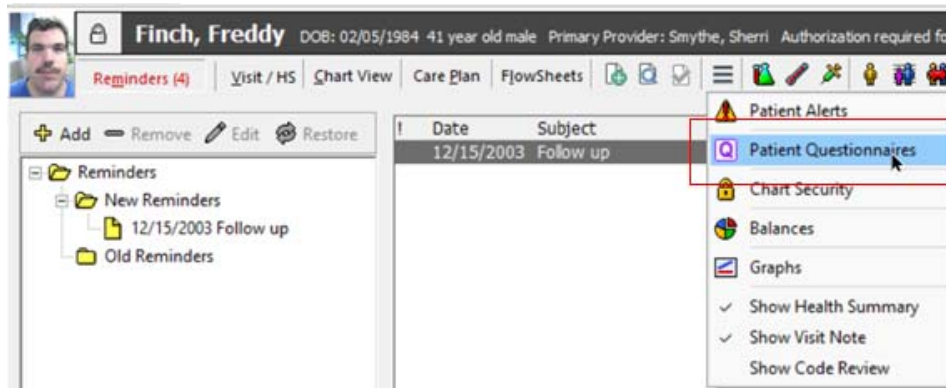 Finch, Freddy DOB: 02/05/1984 41 year old male Primary Provider: Smythe, Sherri Authorization required fo
Reminders (4) Visit / HS Chart View Care Plan FlowSheets
Add Remove Edit Restore
! Date Subject
12/15/2003 Follow up
Reminders
New Reminders
12/15/2003 Follow up
Old Reminders
Patient Alerts
Q Patient Questionnaires
Chart Security
Balances
Graphs
Show Health Summary
Show Visit Note
Show Code Review